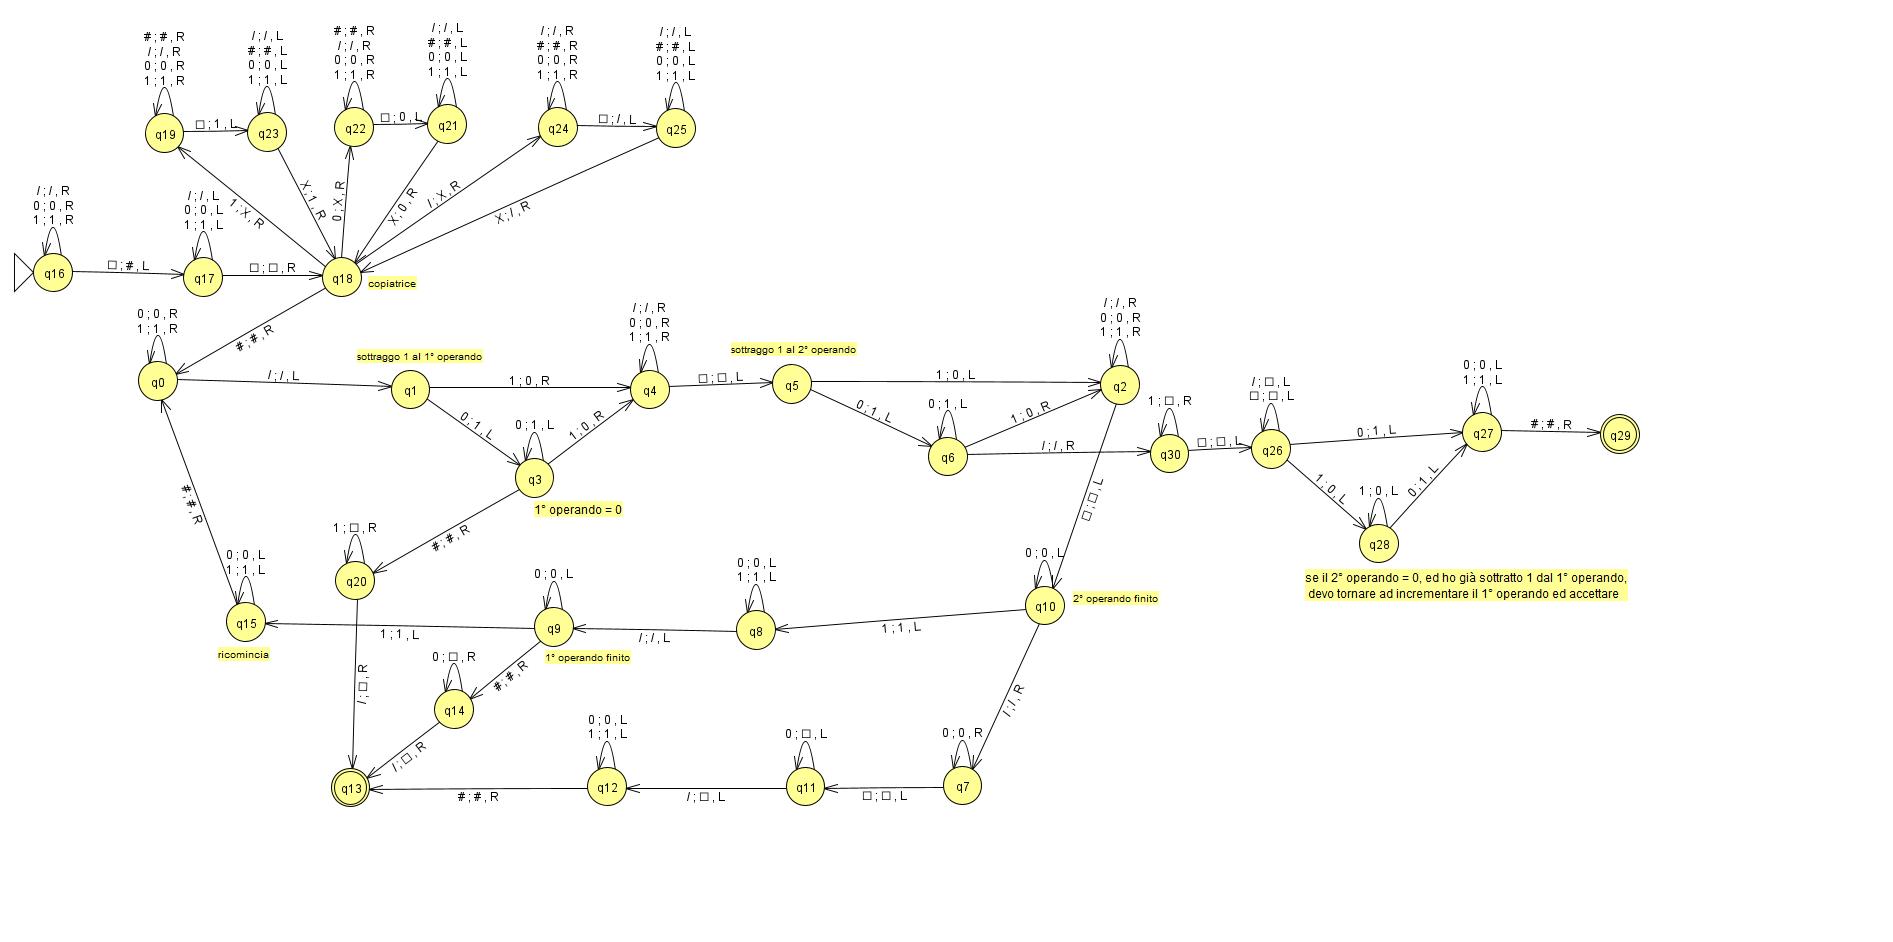 # ; # , R
/ ; / , R
0 ; 0 , R
1 ; 1 , R
/ ; / , L
# ; # , L
0 ; 0 , L
1 ; 1 , L
# ; # , R
/ ; / , R
0 ; 0 , R
1 ; 1 , R
/ ; / , L
# ; # , L
0 ; 0 , L
1 ; 1 , L
/ ; / , R
# ; # , R
0 ; 0 , R
1 ; 1 , R
/ ; / , L
# ; # , L
0 ; 0 , L
1 ; 1 , L
q19
□ ; 1 , L
q23
q22
□ ; 0 , L
q21
q24
□ ; / , L
q25
1 ; X , R
X ; 1 , R
0 ; X , R
X ; 0 , R
/ ; X , R
X ; / , R
/ ; / , R
0 ; 0 , R
1 ; 1 , R
/ ; / , L
0 ; 0 , L
1 ; 1 , L
q16
□ ; # , L
q17
□ ; □ , R
q18
copiatrice
# ; # , R
0 ; 0 , R
1 ; 1 , R
q0
/ ; / , L
sottraggo 1 al 1° operando
q1
1 ; 0 , R
0 ; 1 , L
/ ; / , R
0 ; 0 , R
1 ; 1 , R
q4
□ ; □ , L
sottraggo 1 al 2° operando
q5
1 ; 0 , L
0 ; 1 , L
/ ; / , R
0 ; 0 , R
1 ; 1 , R
q2
0 ; 1 , L
q3
1 ; 0 , R
1° operando = 0
# ; # , R
0 ; 1 , L
q6
1 ; 0 , R
/ ; / , R
1 ; □ , R
q30
□ ; □ , L
/ ; □ , L
□ ; □ , L
q26
0 ; 1 , L
1 ; 0 , L
0 ; 0 , L
1 ; 1 , L
q27
# ; # , R
q29
1 ; 0 , L
q28
0 ; 1 , L
se il 2° operando = 0, ed ho già sottratto 1 dal 1° operando,
devo tornare ad incrementare il 1° operando ed accettare
# ; # , R
1 ; □ , R
q20
□ ; □ , L
0 ; 0 , L
1 ; 1 , L
q15
ricomincia
1 ; 1 , L
0 ; 0 , L
q9
1° operando finito
/ ; / , L
0 ; 0 , L
1 ; 1 , L
q8
1 ; 1 , L
0 ; 0 , L
q10
2° operando finito
/ ; □ , R
0 ; □ , R
q14
# ; # , R
/ ; □ , R
/ ; / , R
q13
# ; # , R
0 ; 0 , L
1 ; 1 , L
q12
/ ; □ , L
0 ; □ , L
q11
□ ; □ , L
0 ; 0 , R
q7